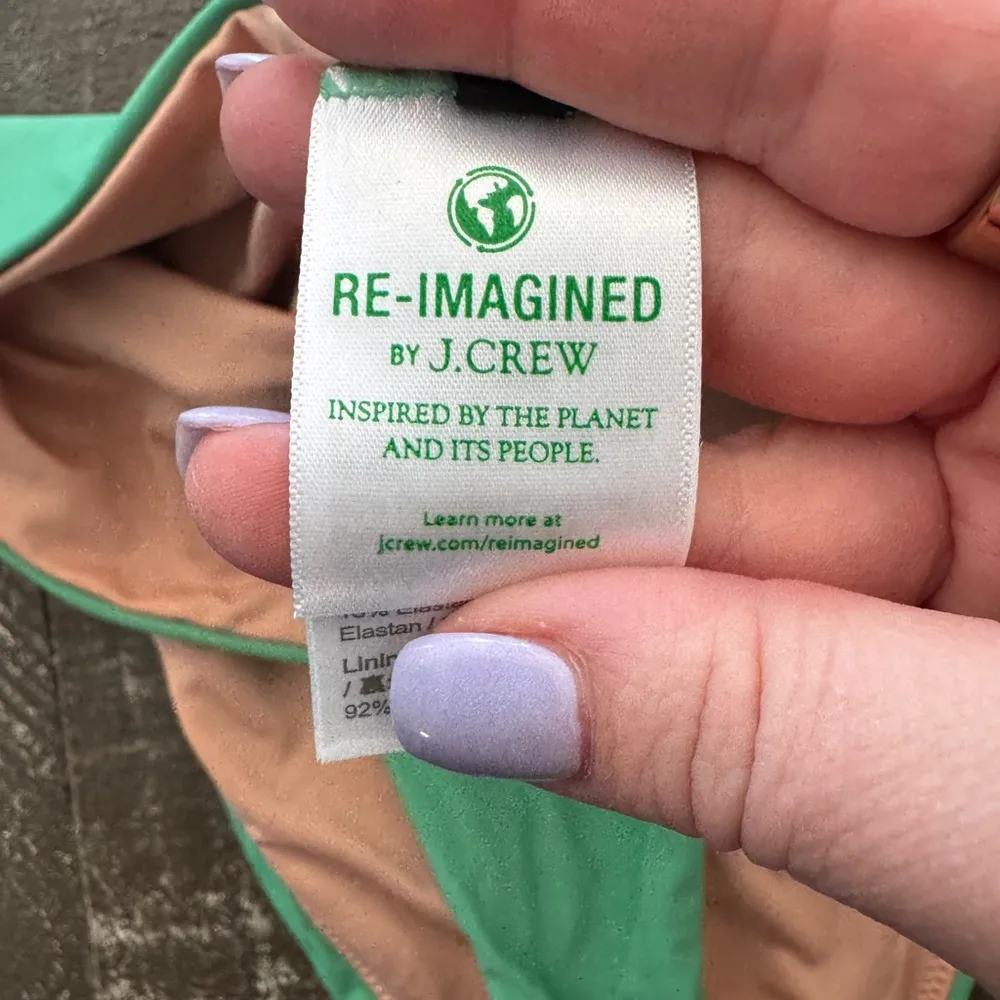 RE-IMAGINED
BY J.CREW
INSPIRED BY THE PLANET
AND ITS PEOPLE.
Learn more at
jcrew.com/reimagined
Elastan /
/
92%